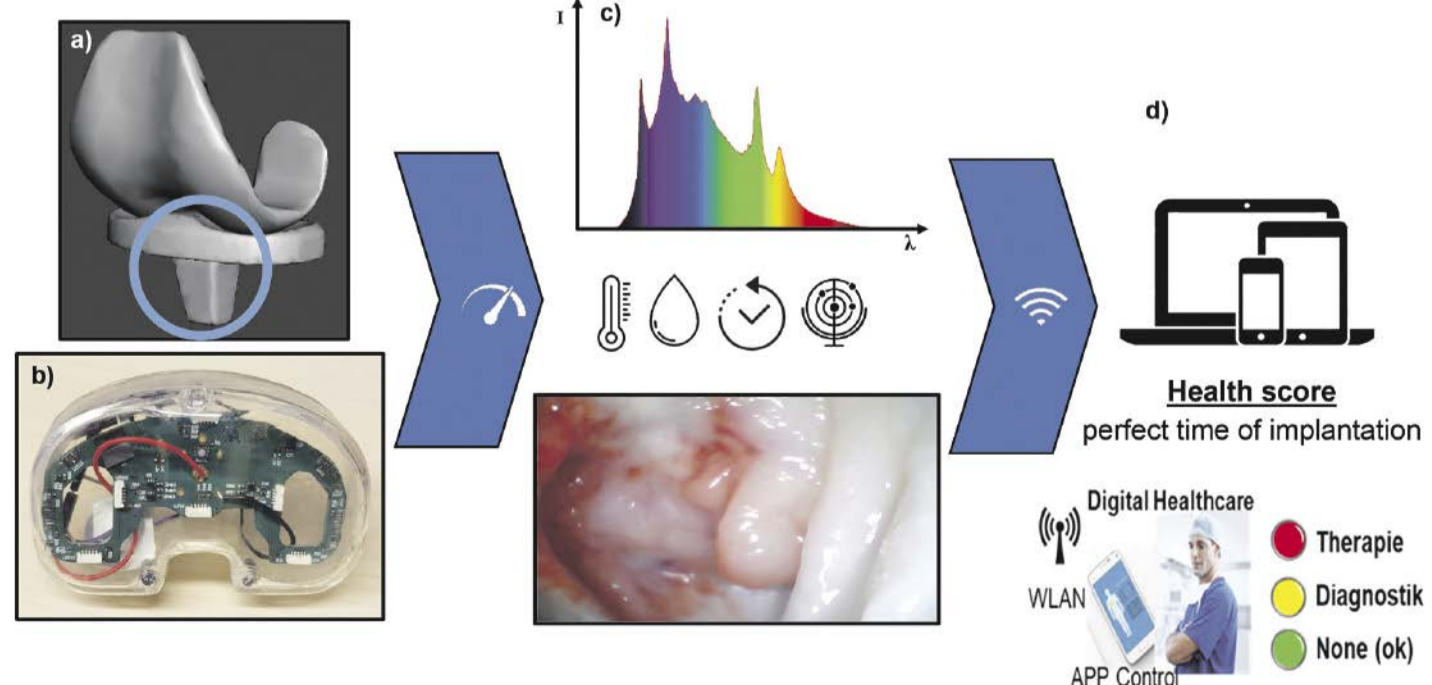 a)
b)
I
c)
λ
d)
Health score
perfect time of implantation
Digital Healthcare
WLAN
APP Control
Therapie
Diagnostik
None (ok)